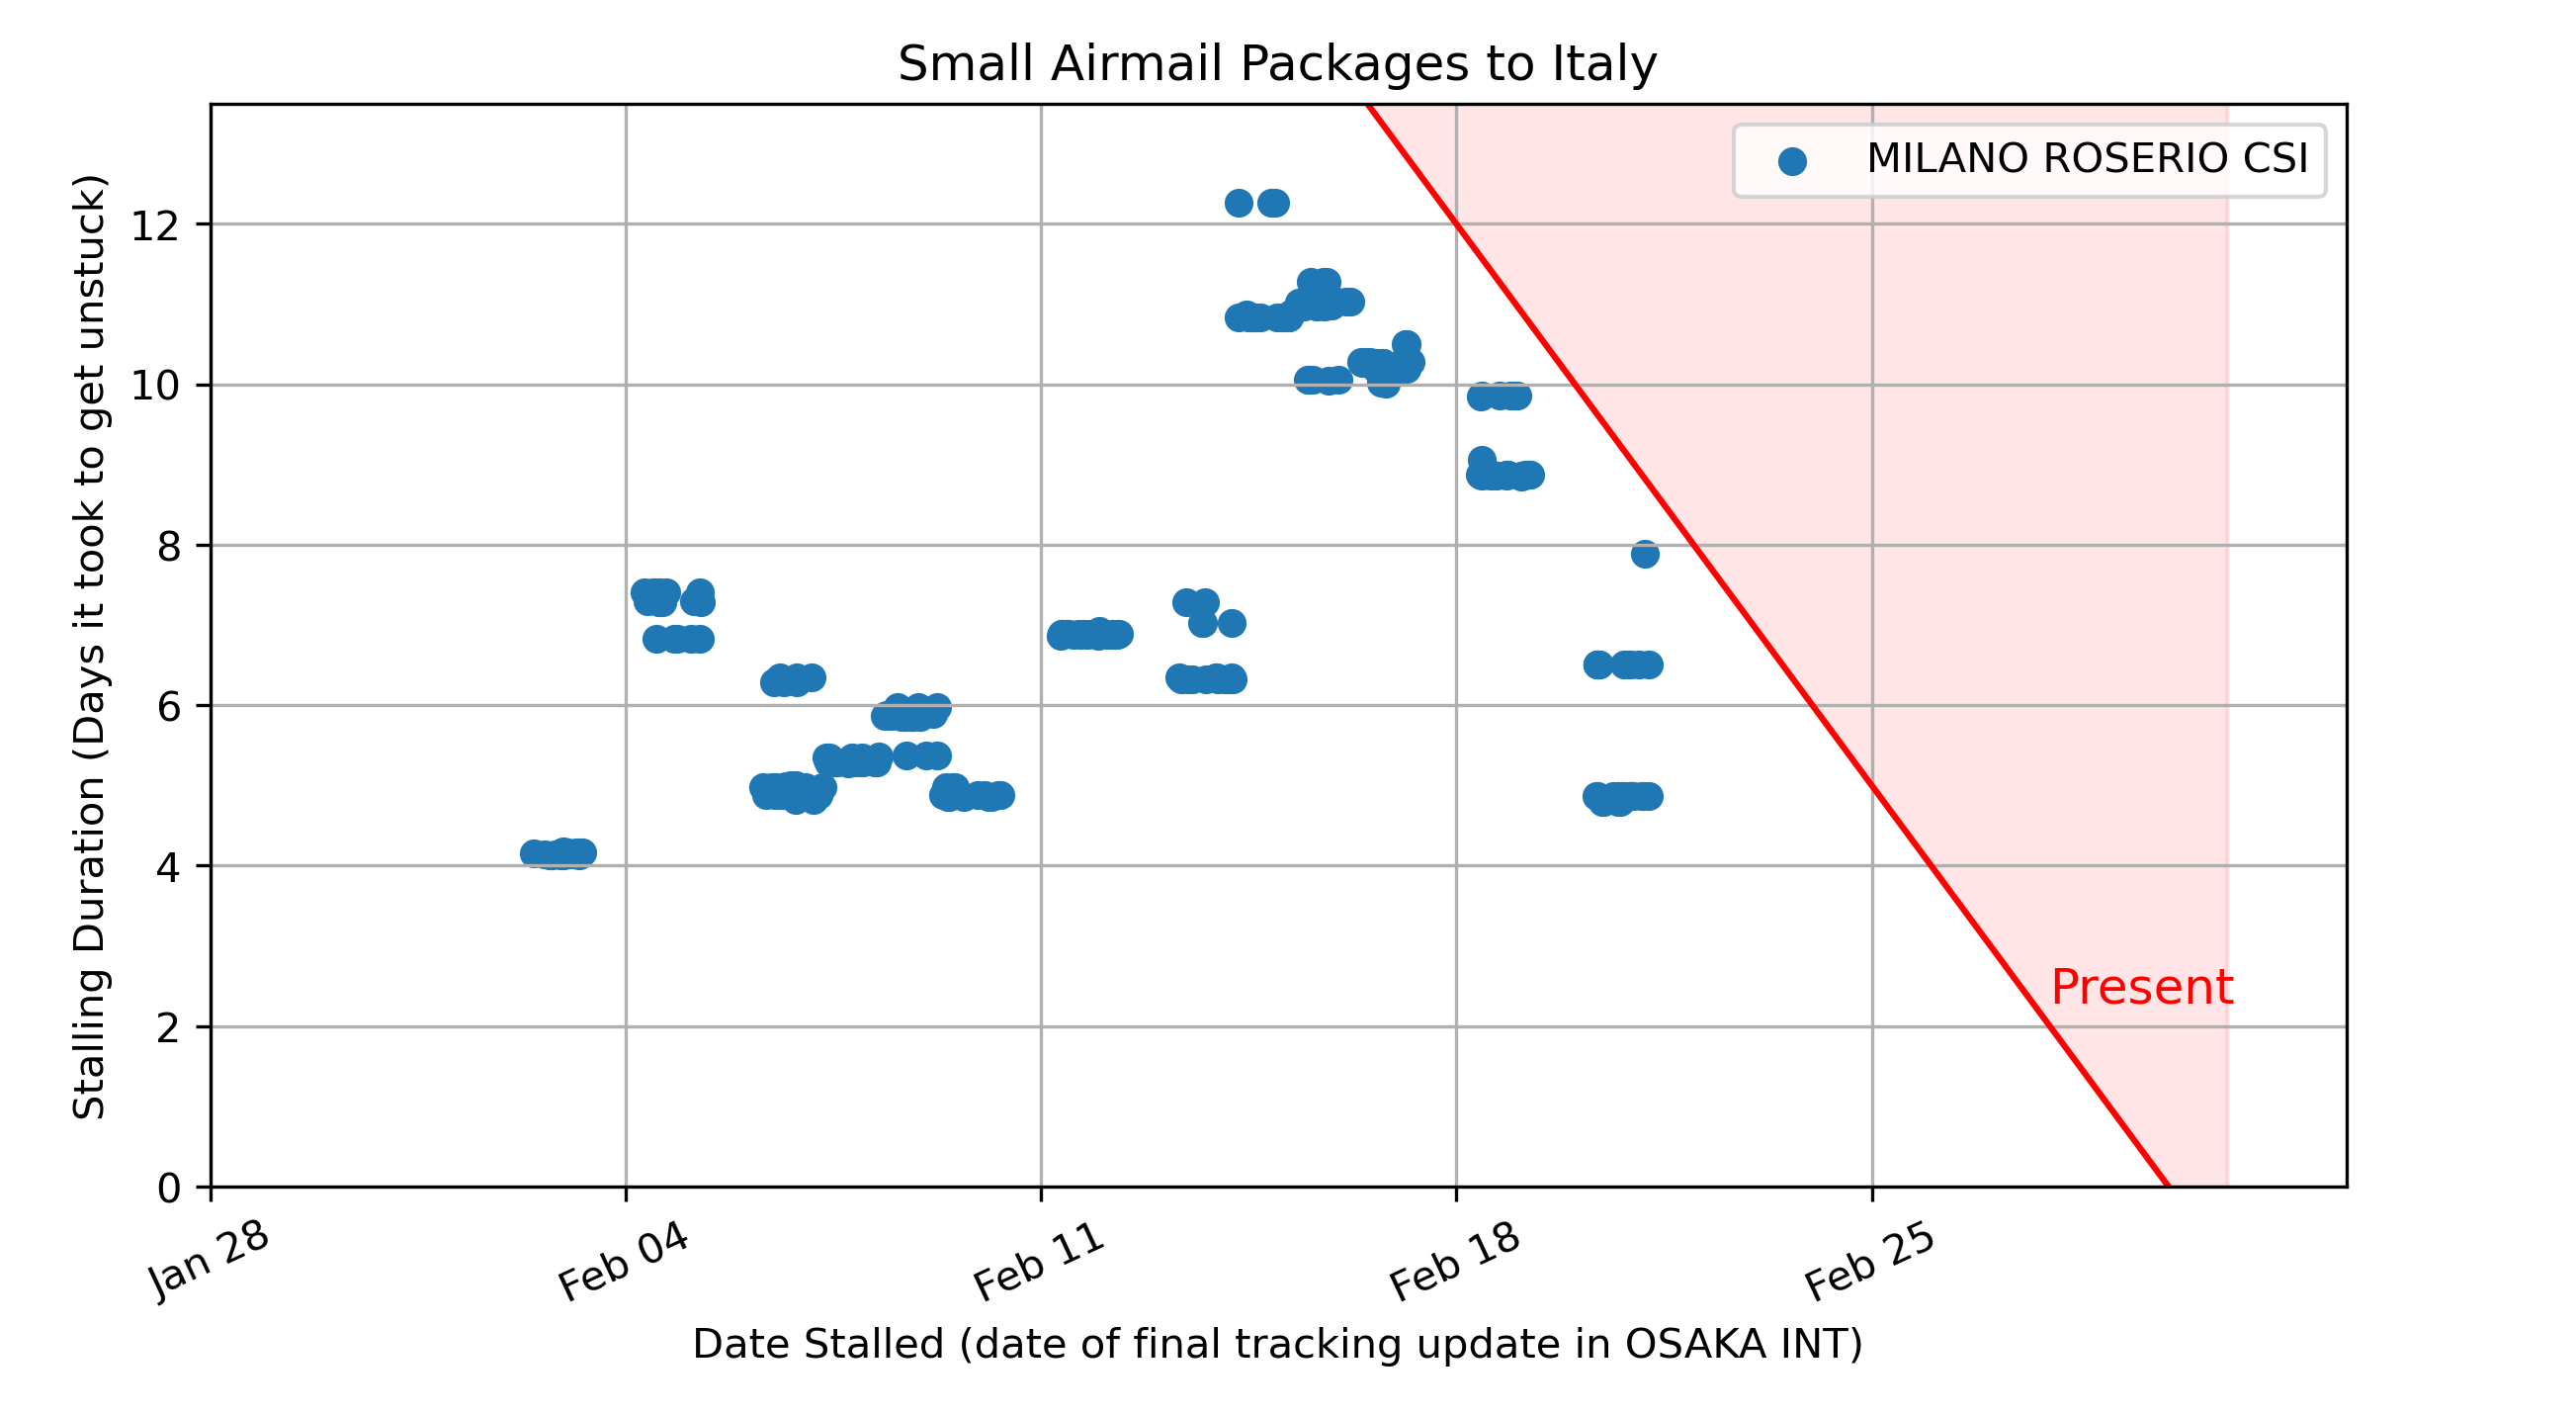 Small Airmail Packages to Italy
MILANO ROSERIO CSI
Stalling Duration (Days it took to get unstuck)
12
10
8
6
4
2
0
Present
Jan 28
Feb 04
Feb 11
Feb 18
Feb 25
Date Stalled (date of final tracking update in OSAKA INT)